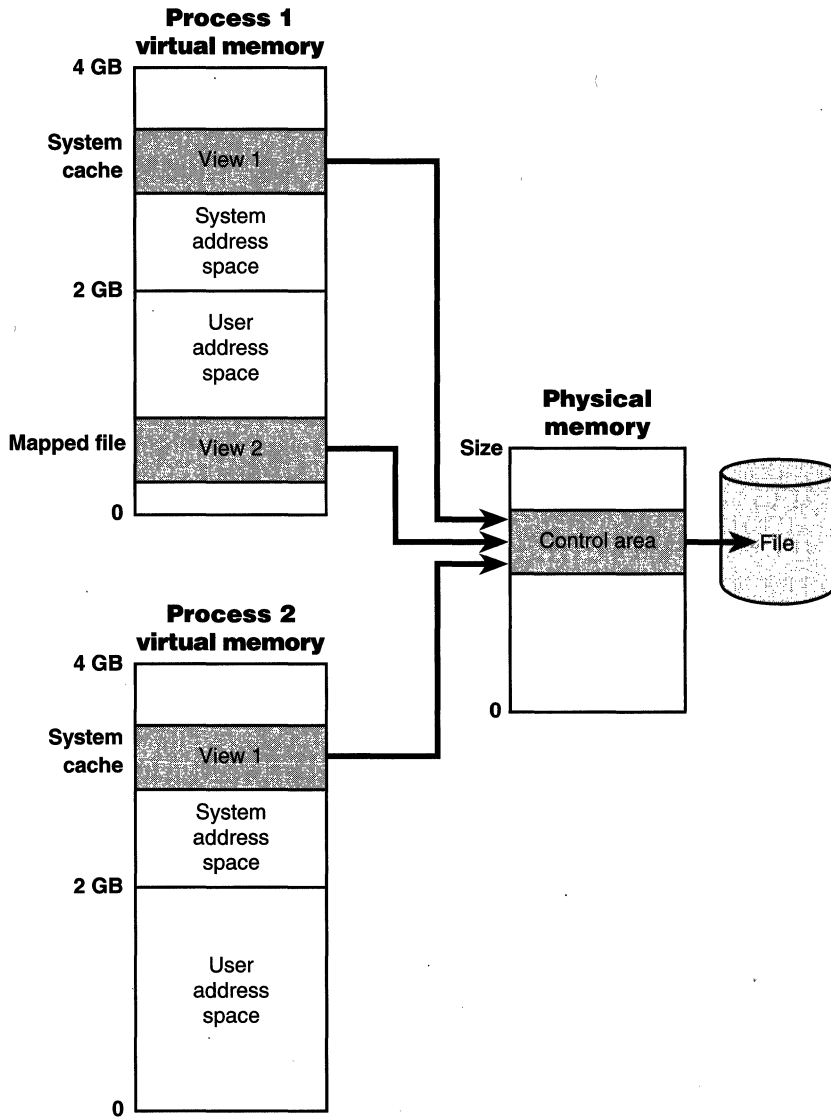 Process 1
virtual memory
4 GB
System
cache
View 1
System
address
space
2 GB
User
address
space
Mapped file
View 2
0
Physical
memory
Size
Control area
File
0
Process 2
virtual memory
4 GB
System
cache
View 1
System
address
space
2 GB
User
address
space
0